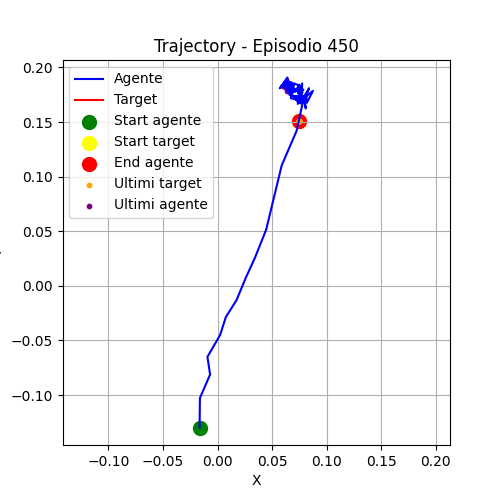 Trajectory - Episodio 450
0.20
0.15
0.10
0.05
0.00
−0.05
−0.10
Agente
Target
Start agente
Start target
End agente
Ultimi target
Ultimi agente
−0.10 −0.05 0.00 0.05 0.10 0.15 0.20
X